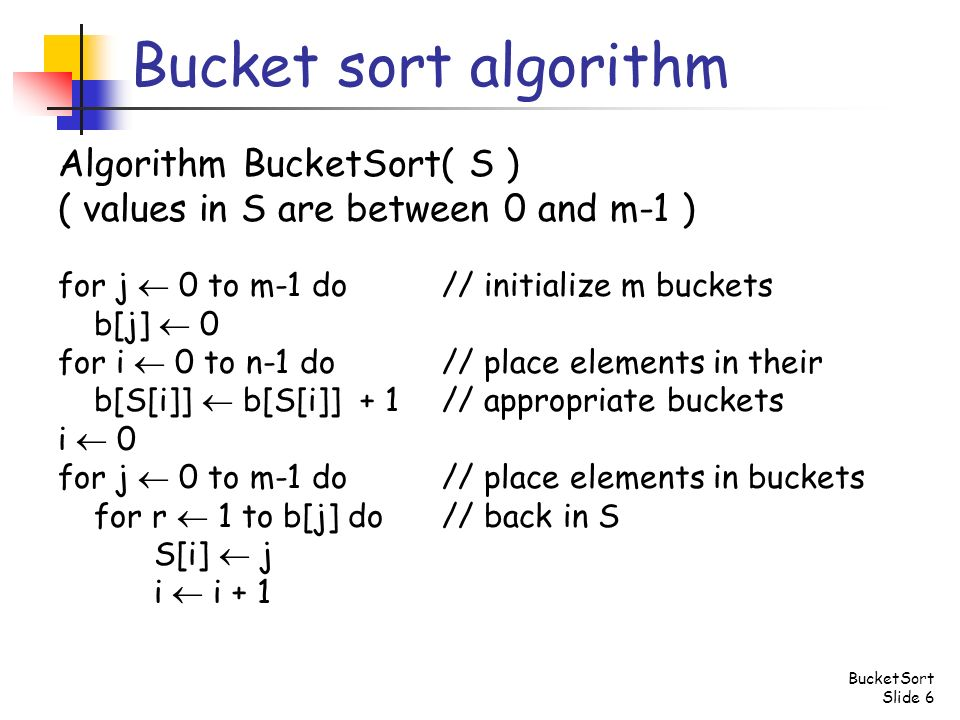 Bucket sort algorithm
Algorithm BucketSort( S )
( values in S are between 0 and m-1 )
for j ← 0 to m-1 do // initialize m buckets
b[j] ← 0
for i ← 0 to n-1 do // place elements in their
b[S[i]] ← b[S[i]] + 1 // appropriate buckets
i ← 0
for j ← 0 to m-1 do // place elements in buckets
for r ← 1 to b[j] do // back in S
S[i] ← j
i ← i + 1
BucketSort
Slide 6